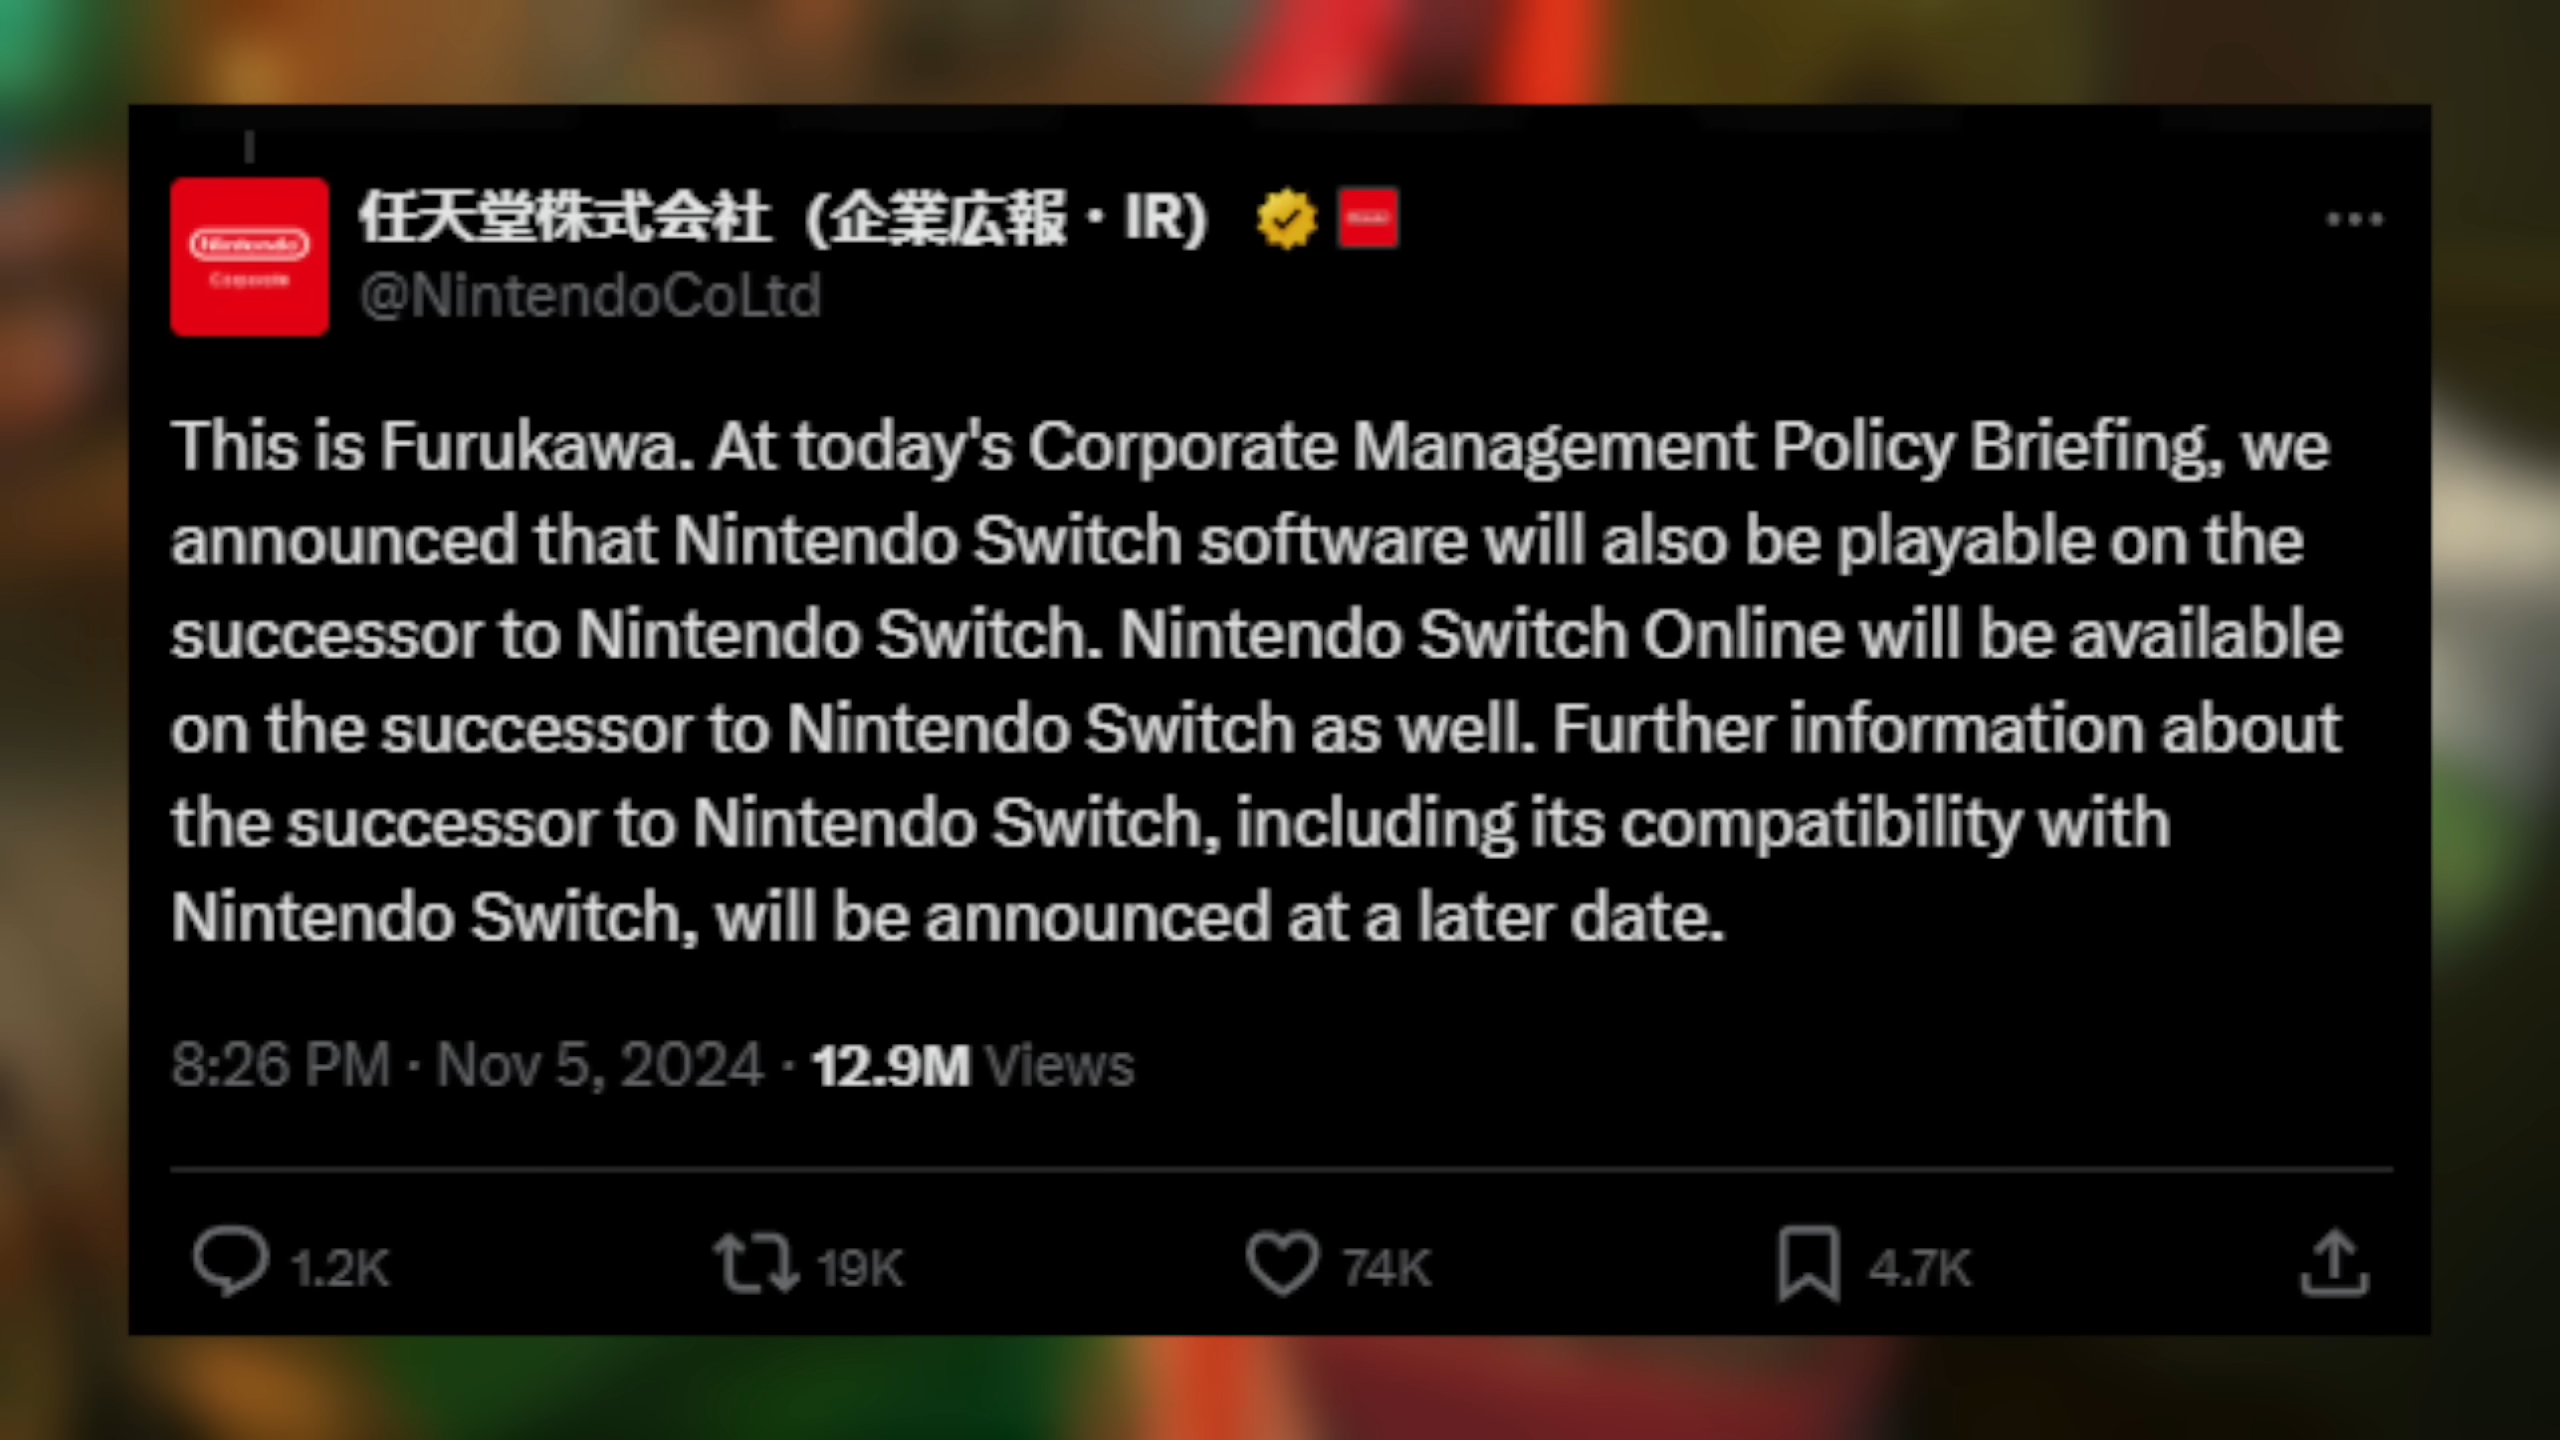 任天堂株式会社 (企業広報・IR)
@NintendoCoLtd
Nintendo
Corporate
This is Furukawa. At today's Corporate Management Policy Briefing, we
announced that Nintendo Switch software will also be playable on the
successor to Nintendo Switch. Nintendo Switch Online will be available
on the successor to Nintendo Switch as well. Further information about
the successor to Nintendo Switch, including its compatibility with
Nintendo Switch, will be announced at a later date.
8:26 PM · Nov 5, 2024 · 12.9M Views
1.2K 19K 74K 4.7K